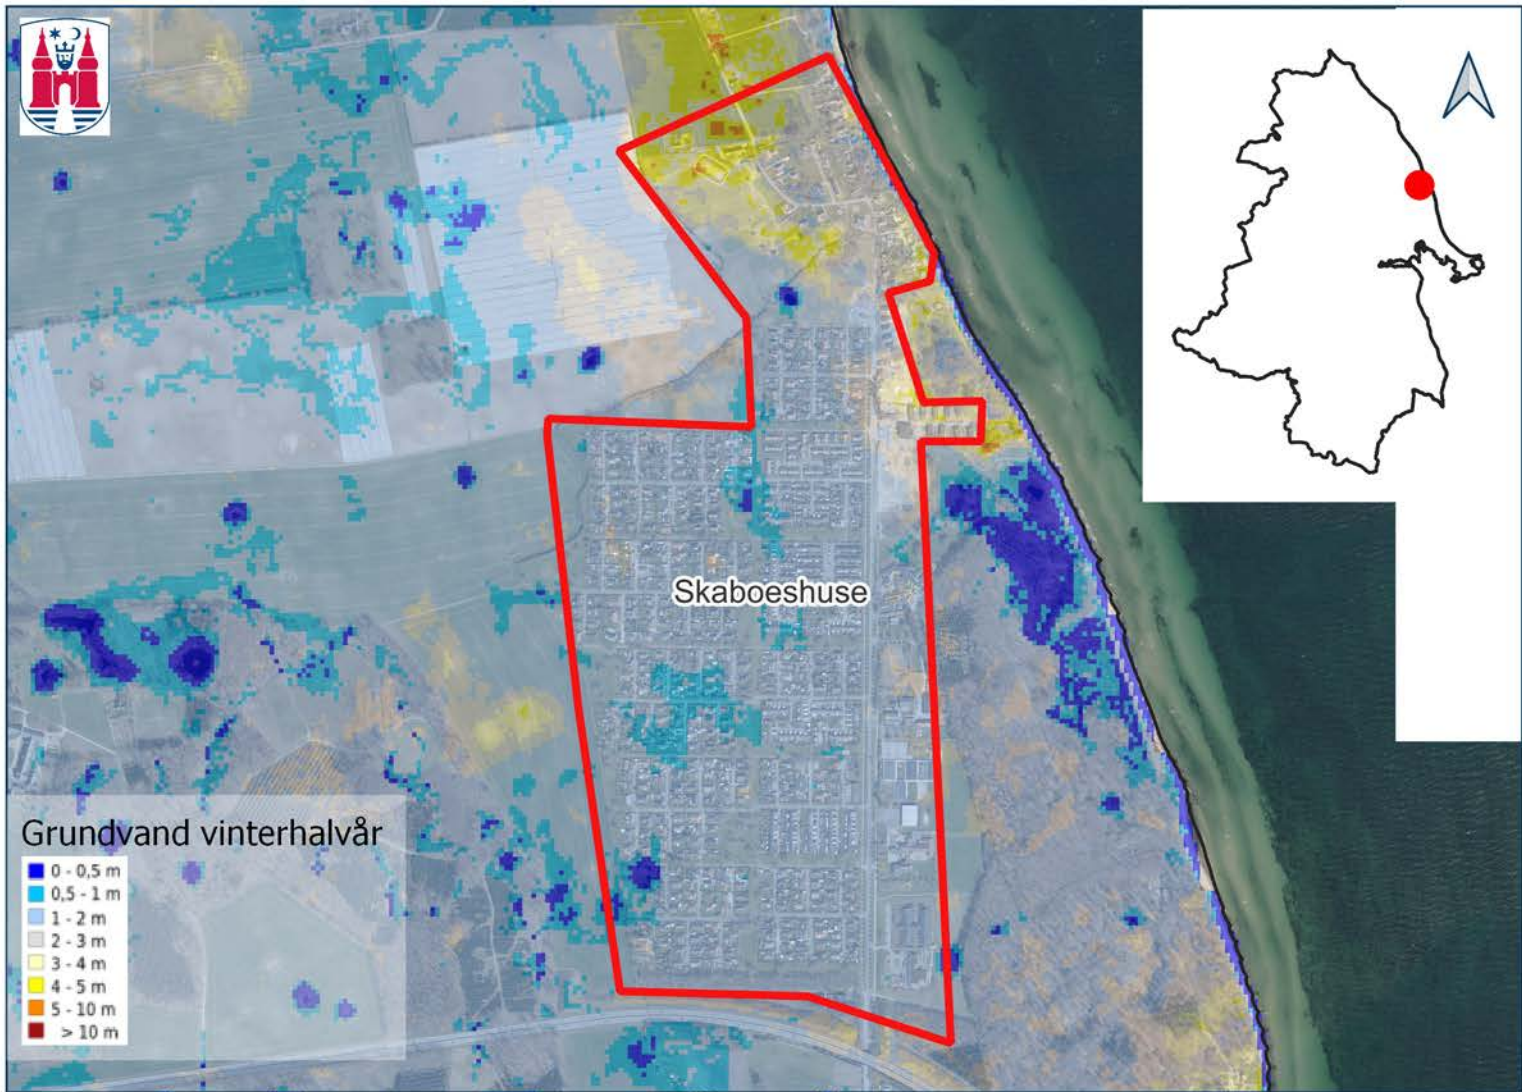 Skaboeshuse
Grundvand vinterhalvår
0 - 0,5 m
0,5 - 1 m
1 - 2 m
2 - 3 m
3 - 4 m
4 - 5 m
5 - 10 m
> 10 m